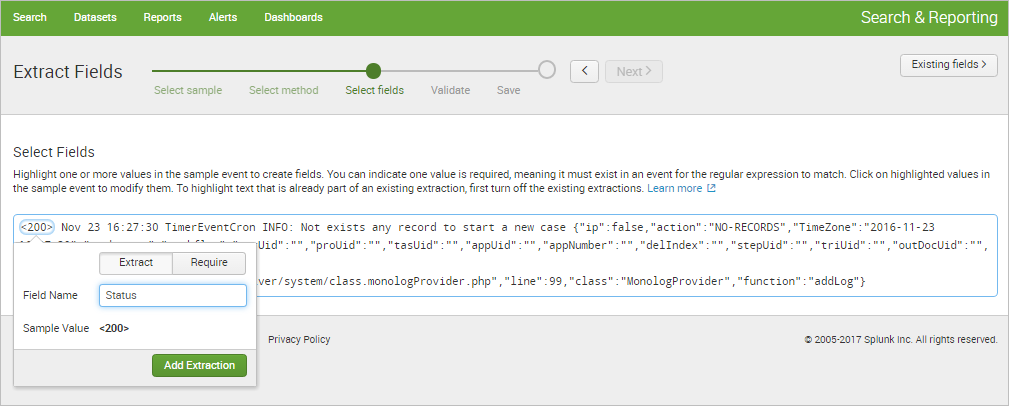 Search Datasets Reports Alerts Dashboards Search & Reporting
Extract Fields
Select sample Select method Select fields Validate Save
<
Next >
Existing fields >
Select Fields
Highlight one or more values in the sample event to create fields. You can indicate one value is required, meaning it must exist in an event for the regular expression to match. Click on highlighted values in
the sample event to modify them. To highlight text that is already part of an existing extraction, first turn off the existing extractions. Learn more
<200> Nov 23 16:27:30 TimerEventCron INFO: Not exists any record to start a new case {"ip":false,"action":"NO-RECORDS","TimeZone":"2016-11-23
Uid":"","proUid":"","tasUid":"","appUid":"","appNumber":"","delIndex":"","stepUid":"","triUid":"","outDocUid":"",
ver/system/class.monologProvider.php","line":99,"class":"MonologProvider","function":"addLog"}
Extract Require
Field Name Status
Sample Value <200>
Add Extraction
Privacy Policy
© 2005-2017 Splunk Inc. All rights reserved.